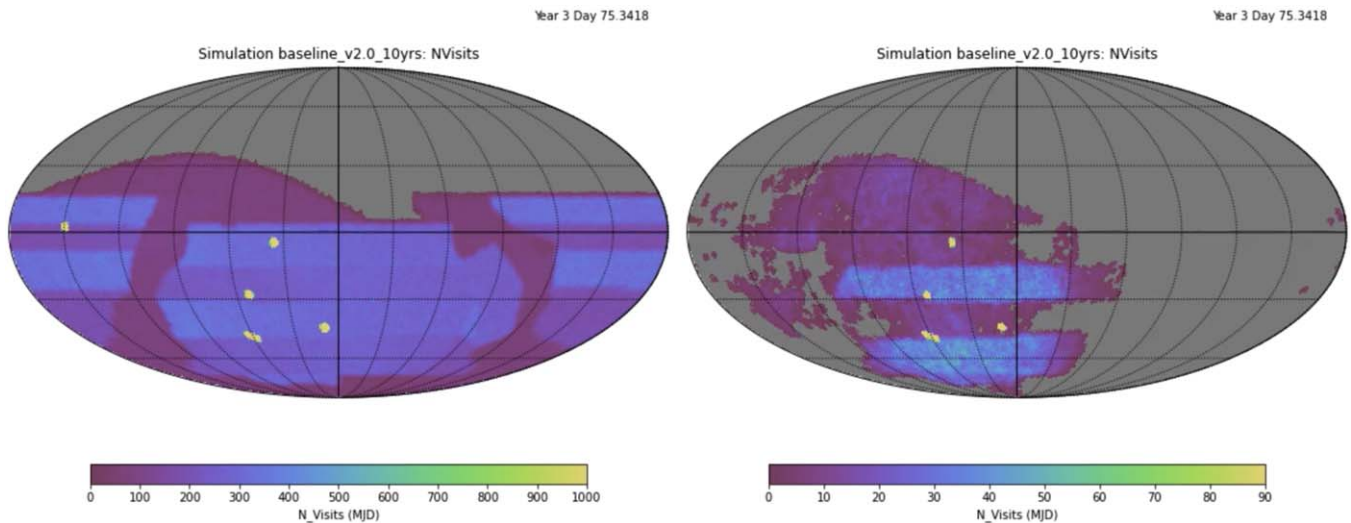 Year 3 Day 75.3418
Simulation baseline_v2.0_10yrs: NVisits
0 100 200 300 400 500 600 700 800 900 1000
N_Visits (MJD)
Year 3 Day 75.3418
Simulation baseline_v2.0_10yrs: NVisits
0 10 20 30 40 50 60 70 80 90
N_Visits (MJD)